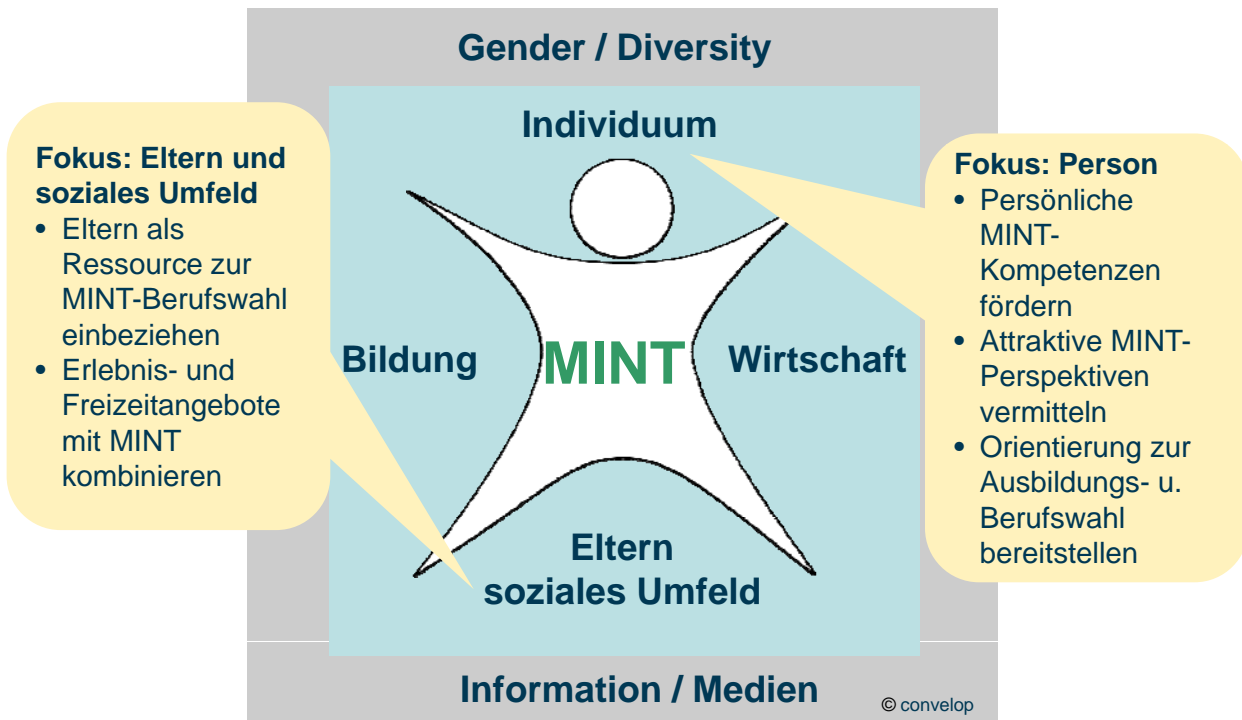 Gender / Diversity
Individuum
Fokus: Eltern und
soziales Umfeld
• Eltern als
Ressource zur
MINT-Berufswahl
einbeziehen
• Erlebnis- und
Freizeitangebote
mit MINT
kombinieren
Bildung
MINT
Wirtschaft
Fokus: Person
• Persönliche
MINT-
Kompetenzen
fördern
• Attraktive MINT-
Perspektiven
vermitteln
• Orientierung zur
Ausbildungs- u.
Berufswahl
bereitstellen
Eltern
soziales Umfeld
Information / Medien
© convelop